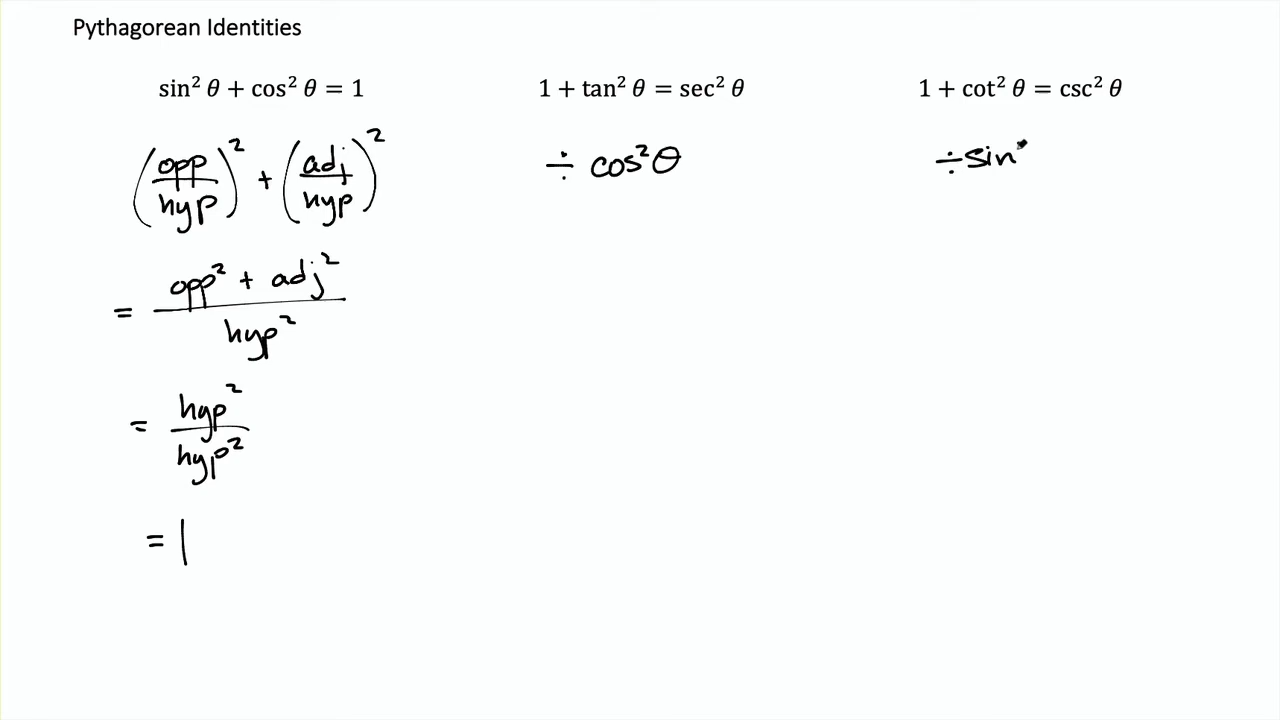 Pythagorean Identities
sin² θ + cos² θ = 1
1 + tan² θ = sec² θ
1 + cot² θ = csc² θ
(opp/hyp)² + (adj/hyp)²
÷ cos²θ
÷ sin
= opp² + adj² / hyp²
= hyp² / hyp²
= 1